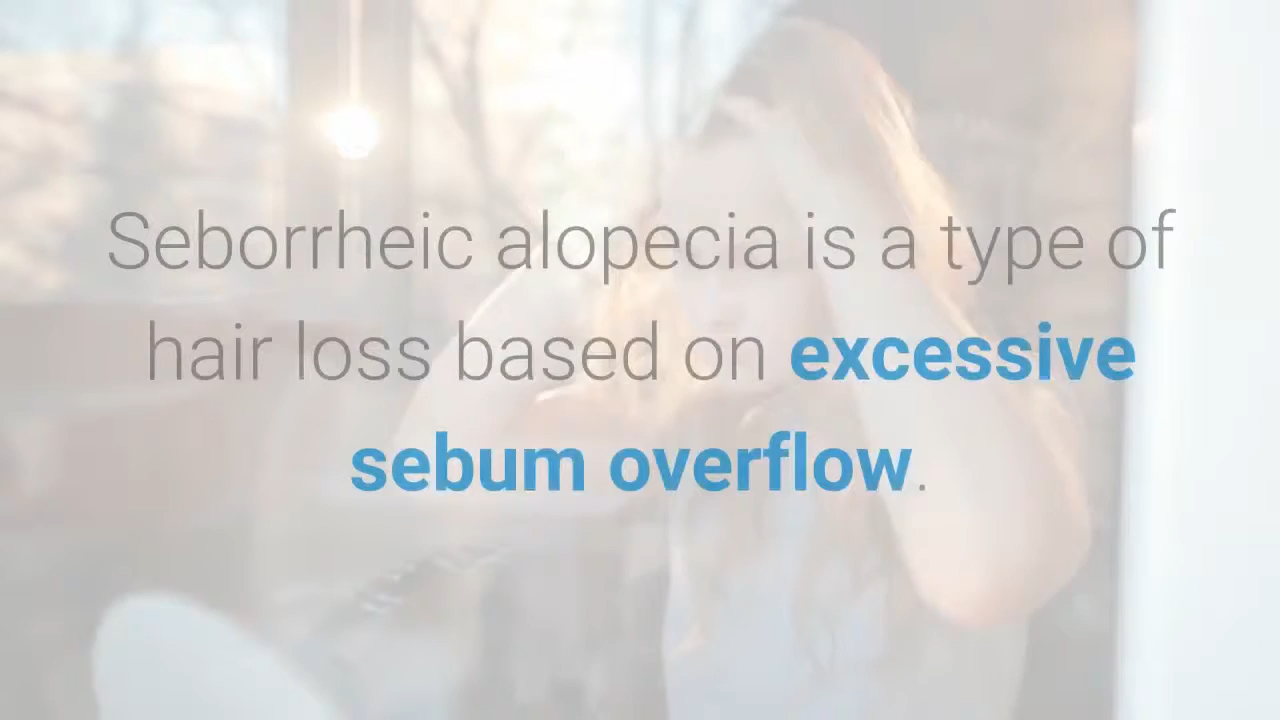 Seborrheic alopecia is a type of
hair loss based on excessive
sebum overflow.